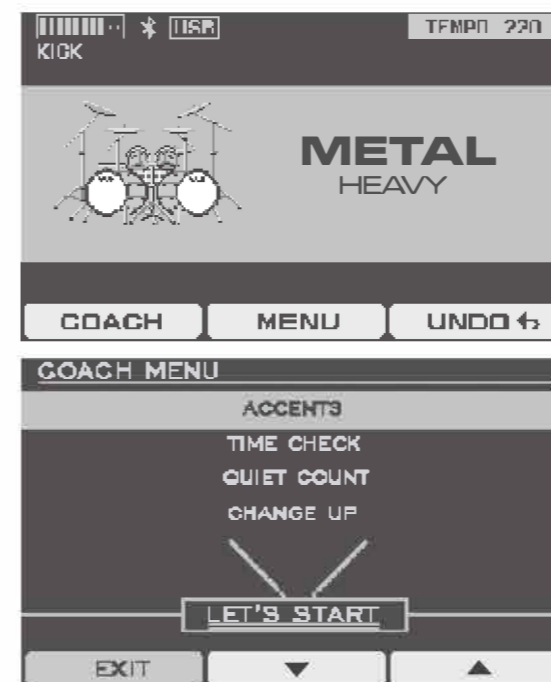 USB TEMPO 220
KICK
METAL
HEAVY
COACH MENU UNDO
COACH MENU
ACCENTS
TIME CHECK
QUIET COUNT
CHANGE UP
LET'S START
EXIT